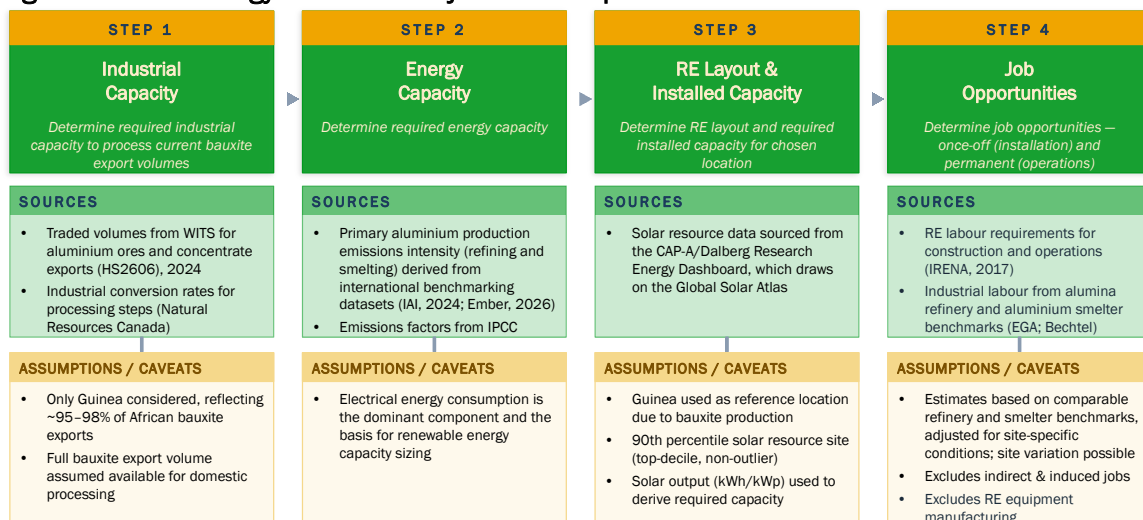 STEP 1
Industrial
Capacity
Determine required industrial
capacity to process current bauxite
export volumes
SOURCES
• Traded volumes from WITS for
aluminium ores and concentrate
exports (HS2606), 2024
• Industrial conversion rates for
processing steps (Natural
Resources Canada)
ASSUMPTIONS / CAVEATS
• Only Guinea considered, reflecting
~95–98% of African bauxite
exports
• Full bauxite export volume
assumed available for domestic
processing
STEP 2
Energy
Capacity
Determine required energy capacity
SOURCES
• Primary aluminium production
emissions intensity (refining and
smelting) derived from
international benchmarking
datasets (IAI, 2024; Ember, 2026)
• Emissions factors from IPCC
ASSUMPTIONS / CAVEATS
• Electrical energy consumption is
the dominant component and the
basis for renewable energy
capacity sizing
STEP 3
RE Layout &
Installed Capacity
Determine RE layout and required
installed capacity for chosen
location
SOURCES
• Solar resource data sourced from
the CAP-A/Dalberg Research
Energy Dashboard, which draws
on the Global Solar Atlas
ASSUMPTIONS / CAVEATS
• Guinea used as reference location
due to bauxite production
• 90th percentile solar resource site
(top-decile, non-outlier)
• Solar output (kWh/kWp) used to
derive required capacity
STEP 4
Job
Opportunities
Determine job opportunities —
once-off (installation) and
permanent (operations)
SOURCES
• RE labour requirements for
construction and operations
(IRENA, 2017)
• Industrial labour from alumina
refinery and aluminium smelter
benchmarks (EGA; Bechtel)
ASSUMPTIONS / CAVEATS
• Estimates based on comparable
refinery and smelter benchmarks,
adjusted for site-specific
conditions; site variation possible
• Excludes indirect & induced jobs
• Excludes RE equipment
manufacturing